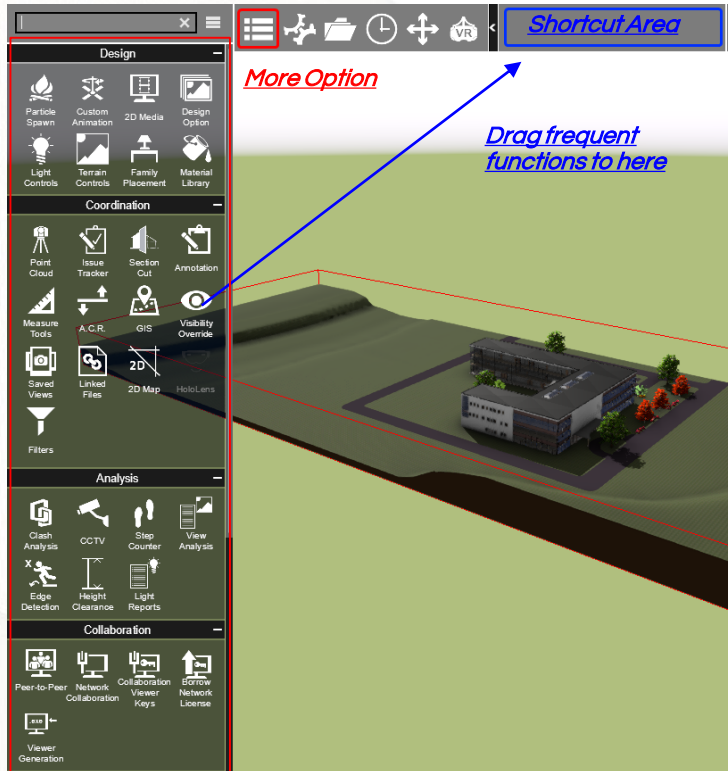 Shortcut Area
VR
More Option
Drag frequent
functions to here
Design
Particle
Spawn
Custom
Animation
2D Media
Design
Option
Light
Controls
Terrain
Controls
Family
Placement
Material
Library
Coordination
Point
Cloud
Issue
Tracker
Section
Cut
Annotation
Measure
Tools
A.C.R.
GIS
Visibility
Override
Saved
Views
Linked
Files
2D
2D Map
HoloLens
Filters
Analysis
Clash
Analysis
CCTV
Step
Counter
View
Analysis
X
Edge
Detection
Height
Clearance
Light
Reports
Collaboration
Peer-to-Peer
Network
Collaboration
Collaboration
Viewer
Keys
Borrow
Network
License
.exe
Viewer
Generation